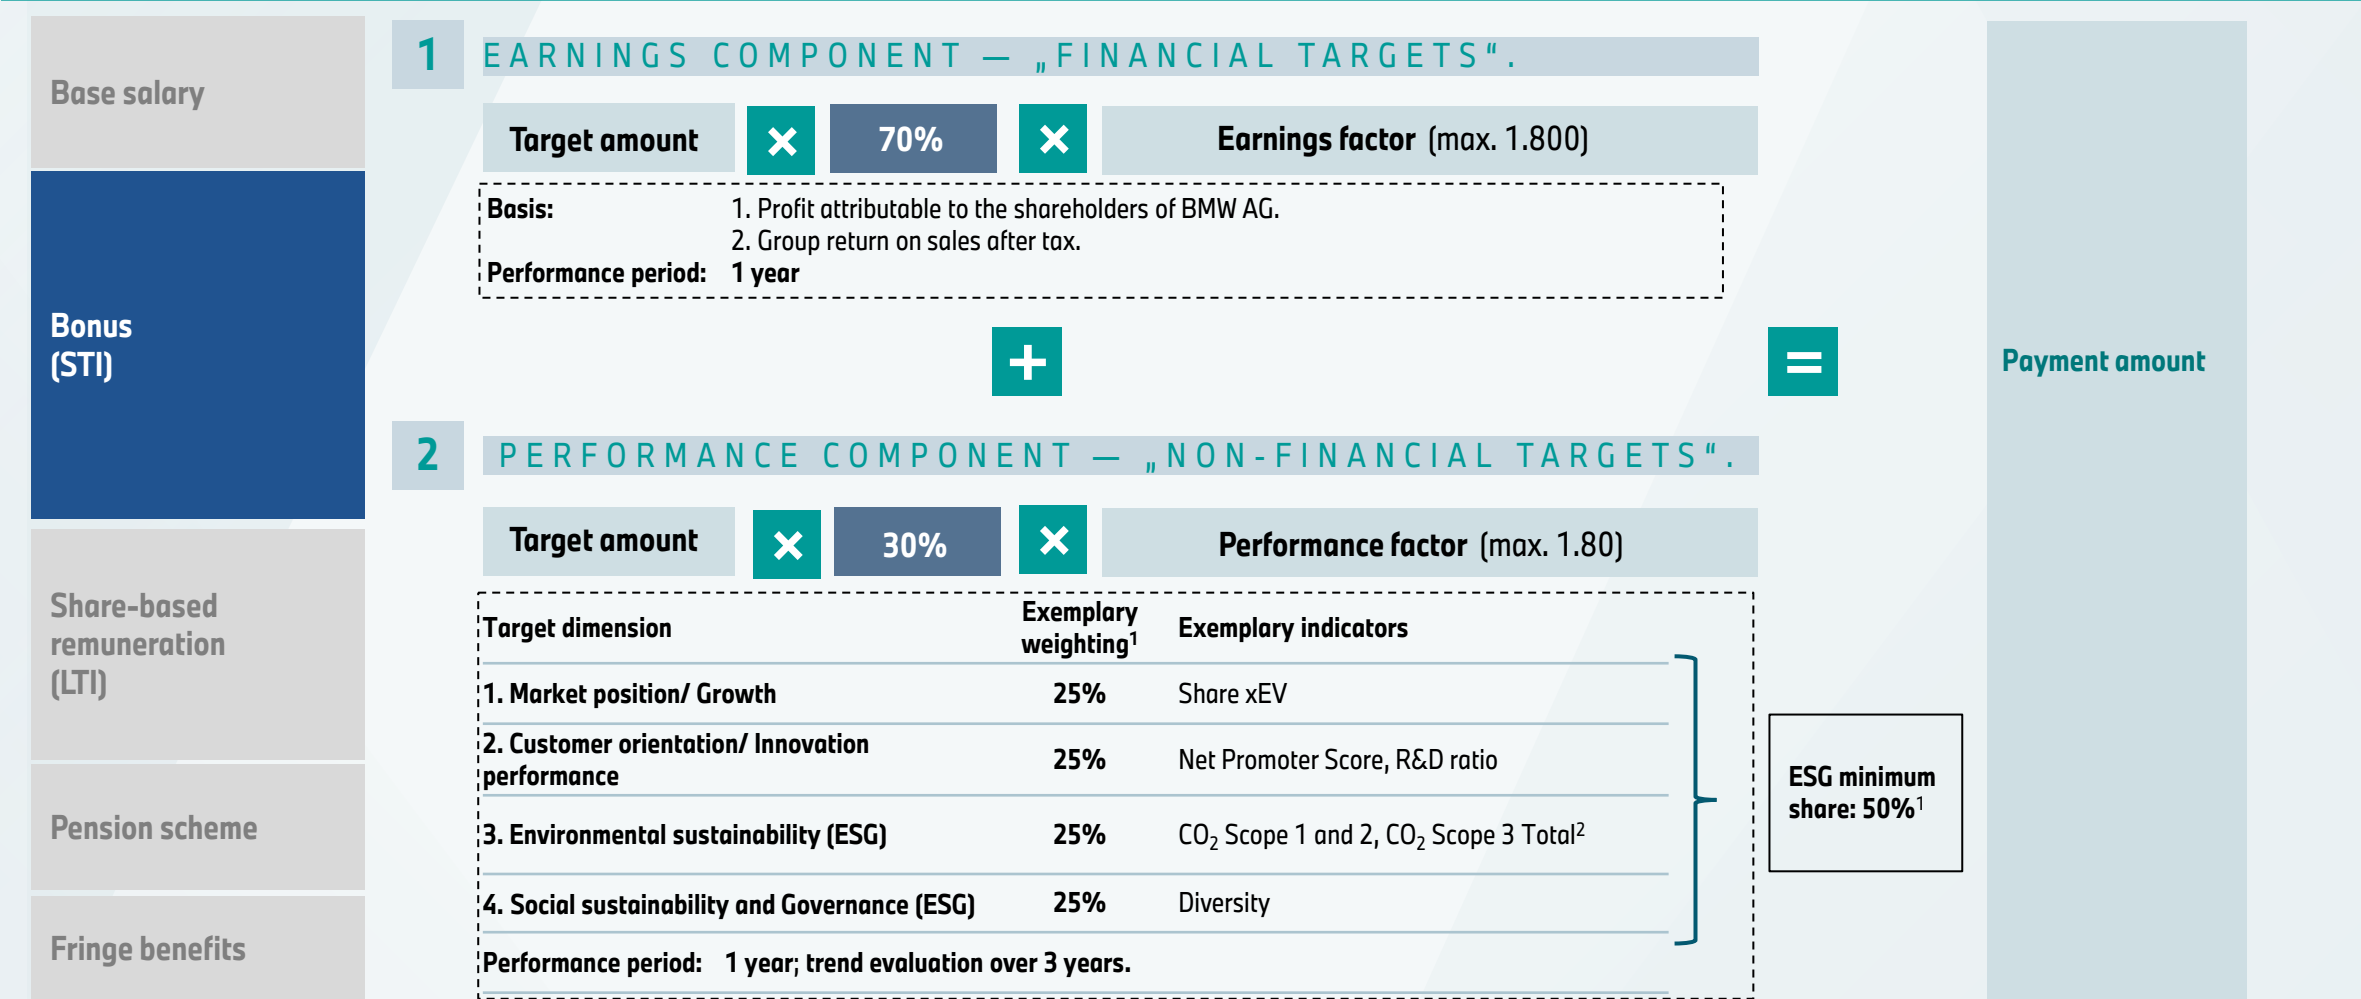 Base salary
Bonus
(STI)
Share-based
remuneration
(LTI)
Pension scheme
Fringe benefits
1
EARNINGS COMPONENT — „FINANCIAL TARGETS“.
Target amount × 70% × Earnings factor (max. 1.800)
Basis: 1. Profit attributable to the shareholders of BMW AG.
2. Group return on sales after tax.
Performance period: 1 year
+
2
PERFORMANCE COMPONENT — „NON-FINANCIAL TARGETS“.
Target amount × 30% × Performance factor (max. 1.80)
Target dimension
Exemplary
weighting¹
Exemplary indicators
1. Market position/ Growth 25% Share xEV
2. Customer orientation/ Innovation
performance
25% Net Promoter Score, R&D ratio
3. Environmental sustainability (ESG) 25% CO₂ Scope 1 and 2, CO₂ Scope 3 Total²
4. Social sustainability and Governance (ESG) 25% Diversity
Performance period: 1 year; trend evaluation over 3 years.
ESG minimum
share: 50%¹
=
Payment amount